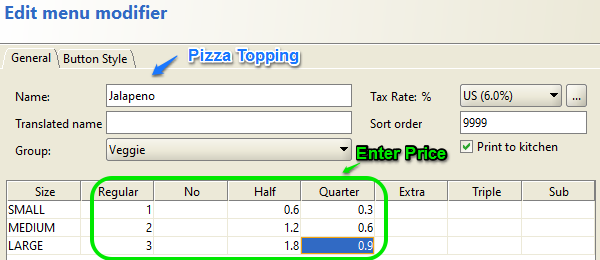 Edit menu modifier
General Button Style
Pizza Topping
Name: Jalapeno Tax Rate: % US (6.0%) ...
Translated name Sort order 9999
Group: Veggie Print to kitchen
Enter Price
Size Regular No Half Quarter Extra Triple Sub
SMALL 1 0.6 0.3
MEDIUM 2 1.2 0.6
LARGE 3 1.8 0.9